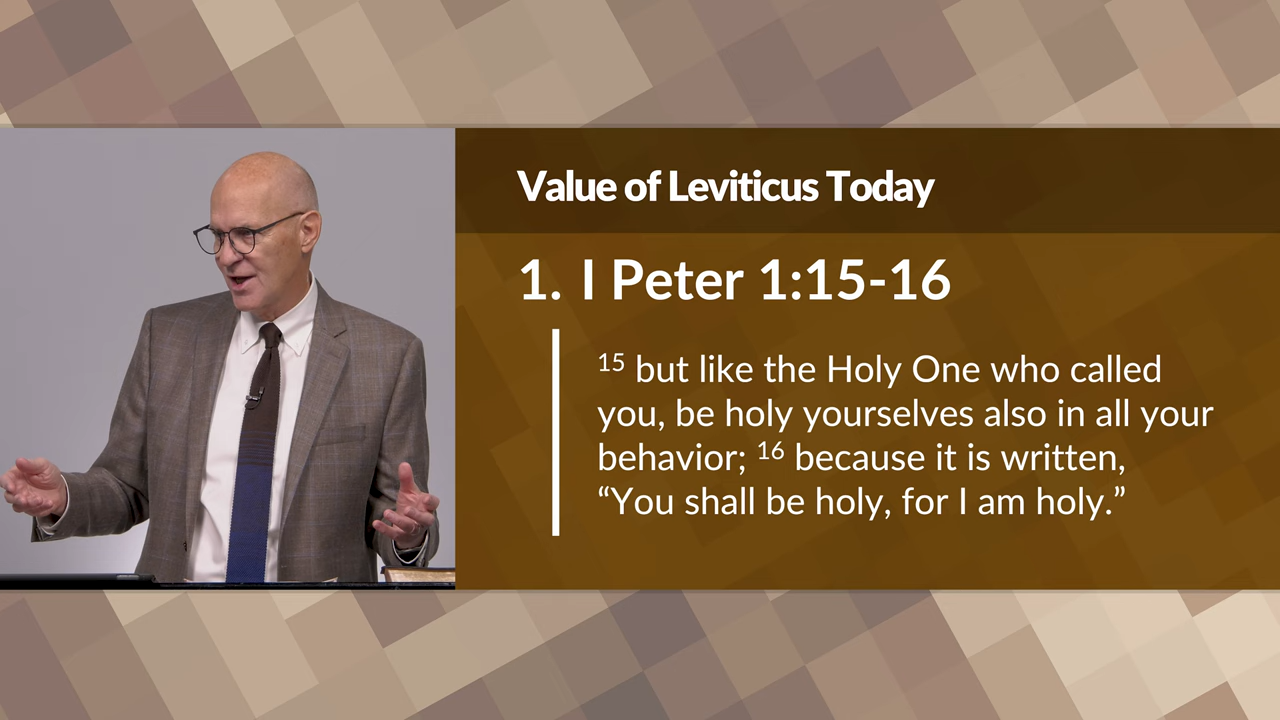 Value of Leviticus Today
1. I Peter 1:15-16
15 but like the Holy One who called
you, be holy yourselves also in all your
behavior; 16 because it is written,
“You shall be holy, for I am holy.”